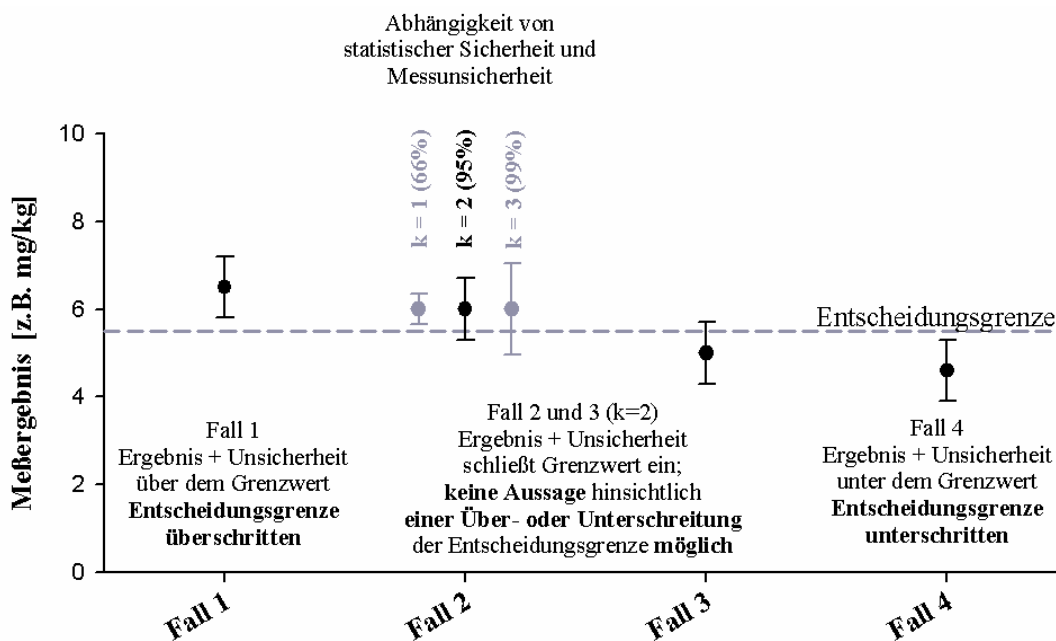 Abhängigkeit von
statistischer Sicherheit und
Messunsicherheit
Meßergebnis [z.B. mg/kg]
10
8
6
4
2
0
k = 1 (66%)
k = 2 (95%)
k = 3 (99%)
Entscheidungsgrenze
Fall 1
Ergebnis + Unsicherheit
über dem Grenzwert
Entscheidungsgrenze
überschritten
Fall 2 und 3 (k=2)
Ergebnis + Unsicherheit
schließt Grenzwert ein;
keine Aussage hinsichtlich
einer Über- oder Unterschreitung
der Entscheidungsgrenze möglich
Fall 4
Ergebnis + Unsicherheit
unter dem Grenzwert
Entscheidungsgrenze
unterschritten
Fall 1
Fall 2
Fall 3
Fall 4